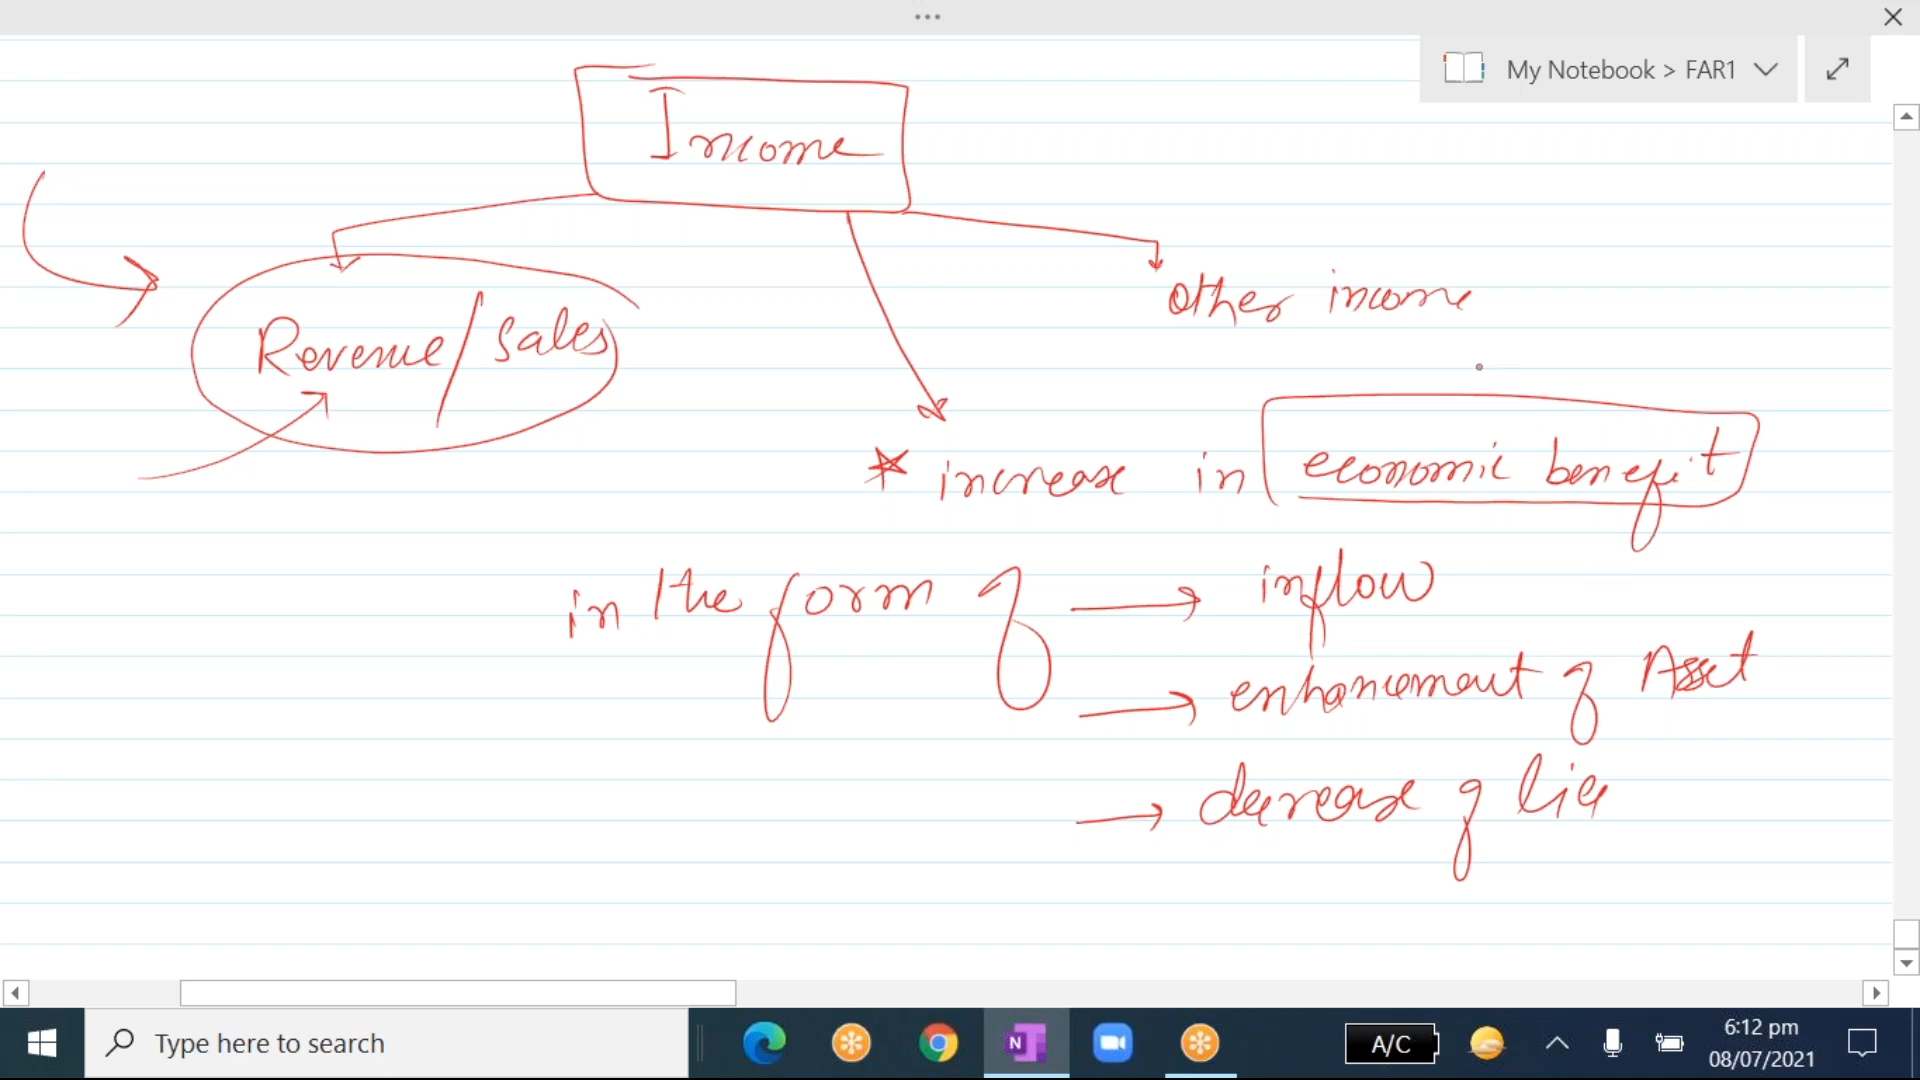 My Notebook > FAR1
Income
Revenue/Sales
Other income
* increase in economic benefit
in the form of → inflow
→ enhancement of Asset
→ decrease of lia
Type here to search
A/C
6:12 pm
08/07/2021